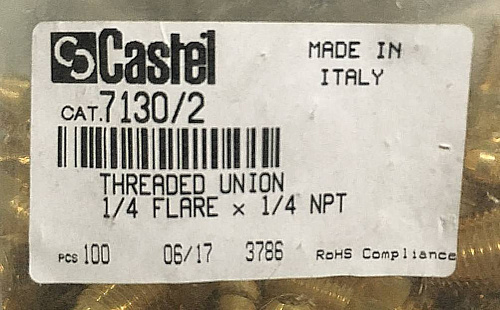 Castel
MADE IN
ITALY
CAT.7130/2
THREADED UNION
1/4 FLARE x 1/4 NPT
PCS 100 06/17 3786 RoHS Compliance